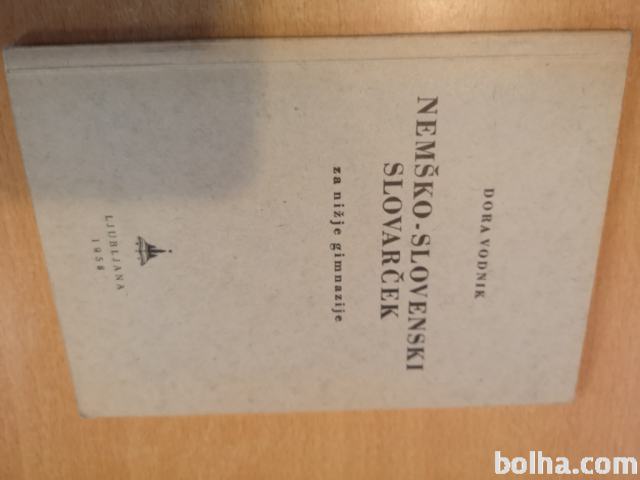 DORA VODNIK
NEMŠKO-SLOVENSKI
SLOVARČEK
za nižje gimnazije
LJUBLJANA
1958
bolha.com